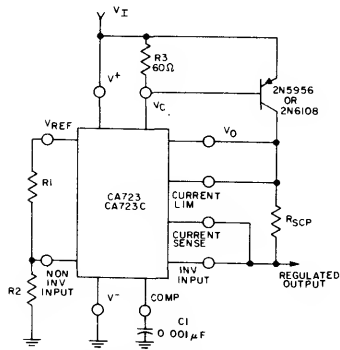 V I
R3
60Ω
V+
VC
2N5956
OR
2N6108
VREF
VO
R1
CA723
CA723C
CURRENT
LIM
CURRENT
SENSE
RSCP
NON
INV
INPUT
INV
INPUT
REGULATED
OUTPUT
R2
V-
COMP
C1
0 001µF